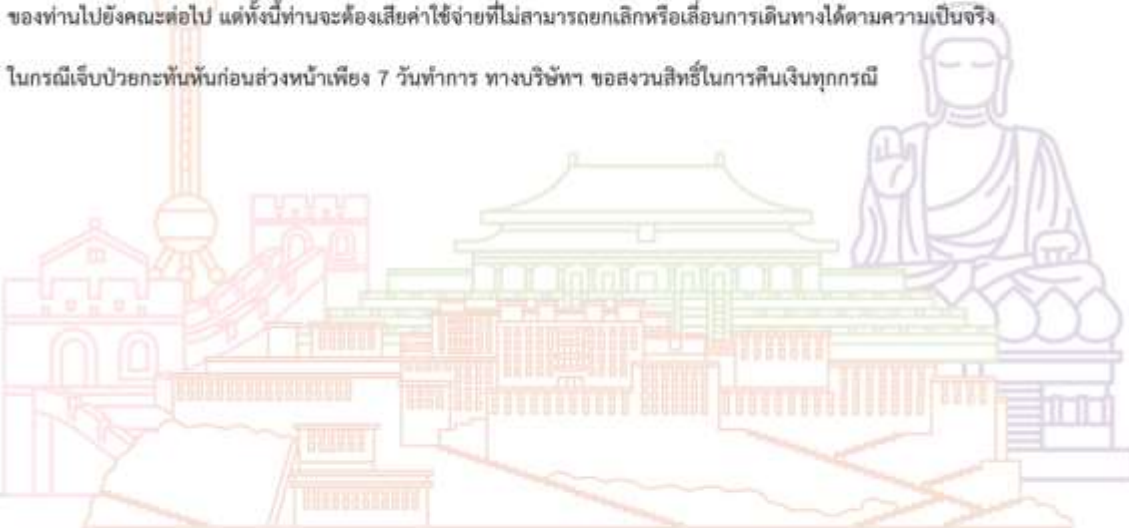 ของท่านไปยังคณะต่อไป แต่ทั้งนี้ท่านจะต้องเสียค่าใช้จ่ายที่ไม่สามารถยกเลิกหรือเลื่อนการเดินทางได้ตามความเป็นจริง
ในกรณีเจ็บป่วยกะทันหันก่อนล่วงหน้าเพียง 7 วันทำการ ทางบริษัทฯ ขอสงวนสิทธิ์ในการคืนเงินทุกกรณี